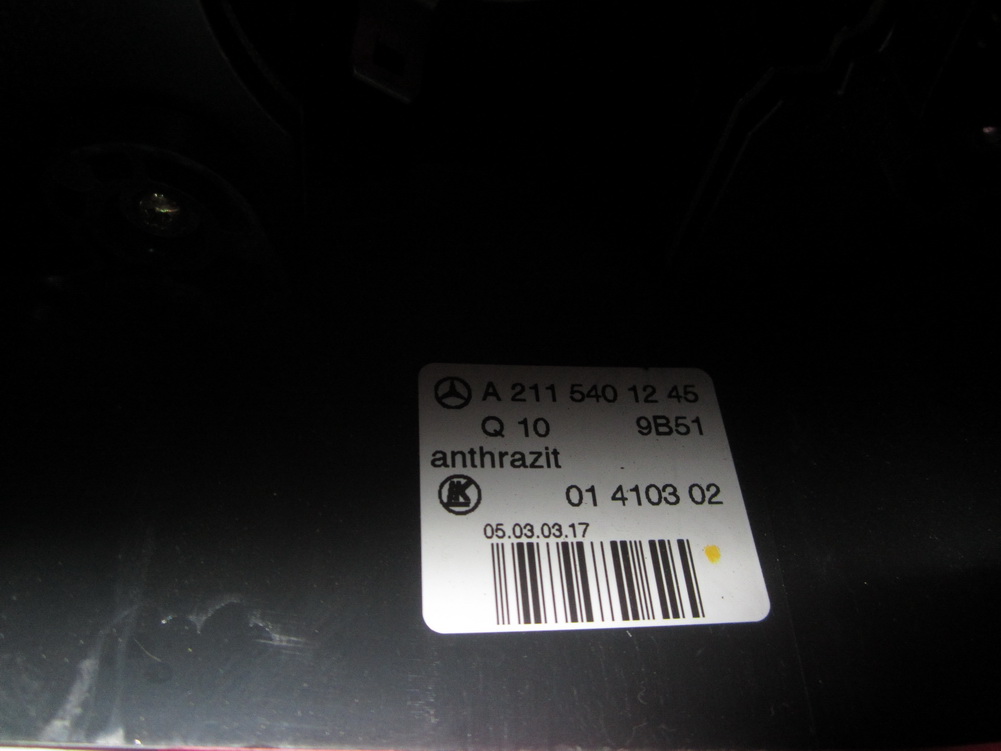 A 211 540 12 45
Q 10 9B51
anthrazit
01 4103 02
05.03.03.17